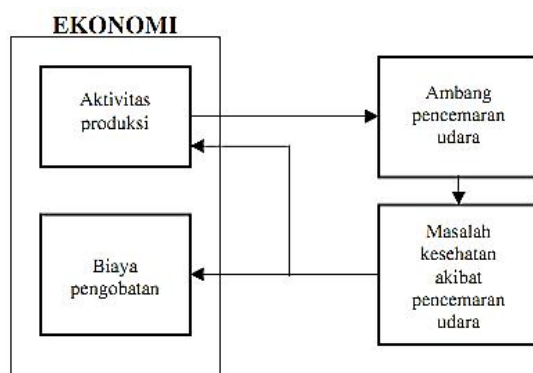 EKONOMI
Aktivitas
produksi
Ambang
pencemaran
udara
Biaya
pengobatan
Masalah
kesehatan
akibat
pencemaran
udara